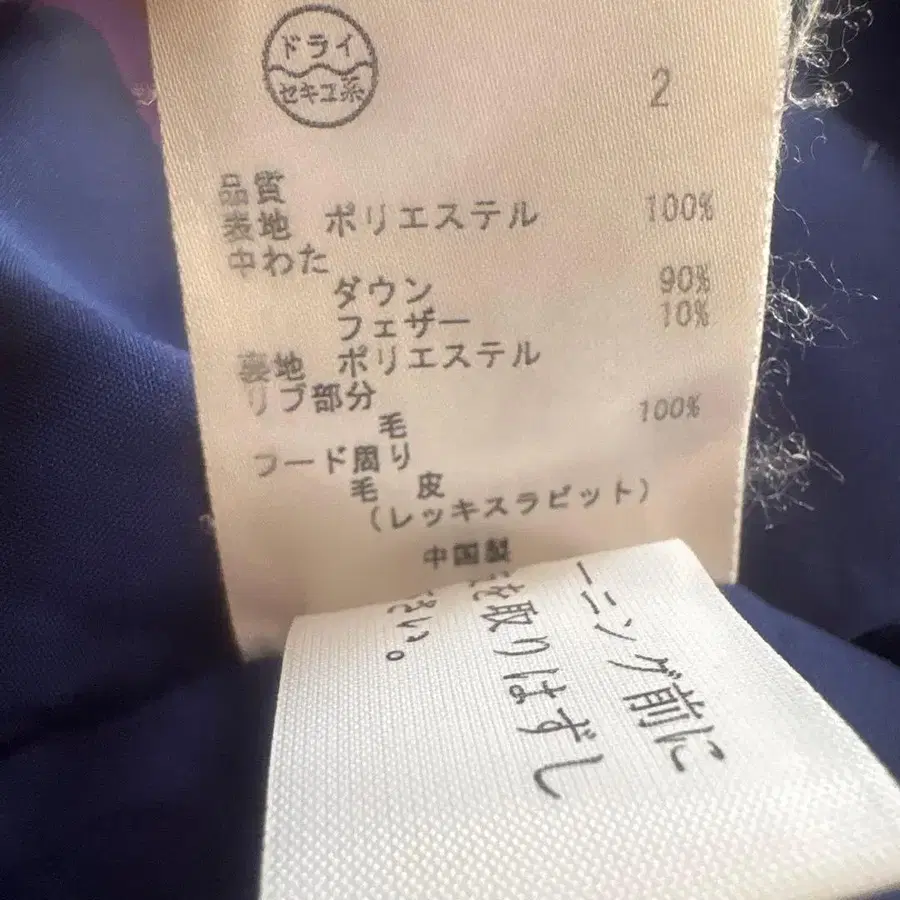 ドライ
セキユ系
2
品質
表地 ポリエステル 100%
中わた
ダウン 90%
フェザー 10%
裏地 ポリエステル
リブ部分 100%
毛
フード周り
毛 皮
(レッキスラビット)
中国製
ーニング前に
を取りはずし
さい。